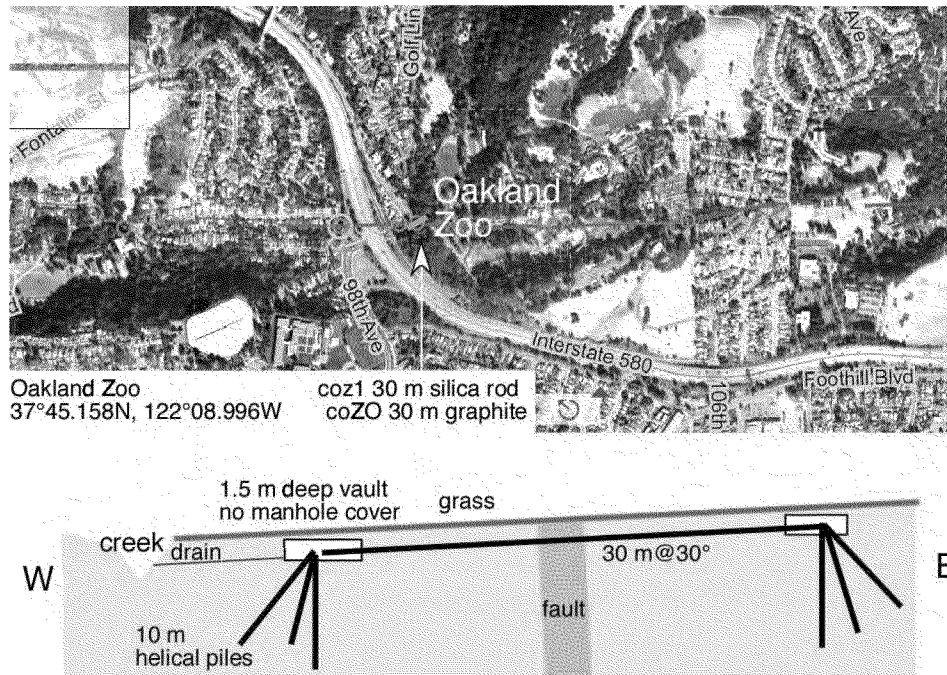 Fontaine St
Golf Lin
Ave
Oakland
Zoo
98th Ave
Interstate 580
Foothill Blvd
106th
Oakland Zoo
37°45.158N, 122°08.996W
coz1 30 m silica rod
coZO 30 m graphite
1.5 m deep vault
no manhole cover
grass
creek
drain
W
30 m@30°
E
fault
10 m
helical piles